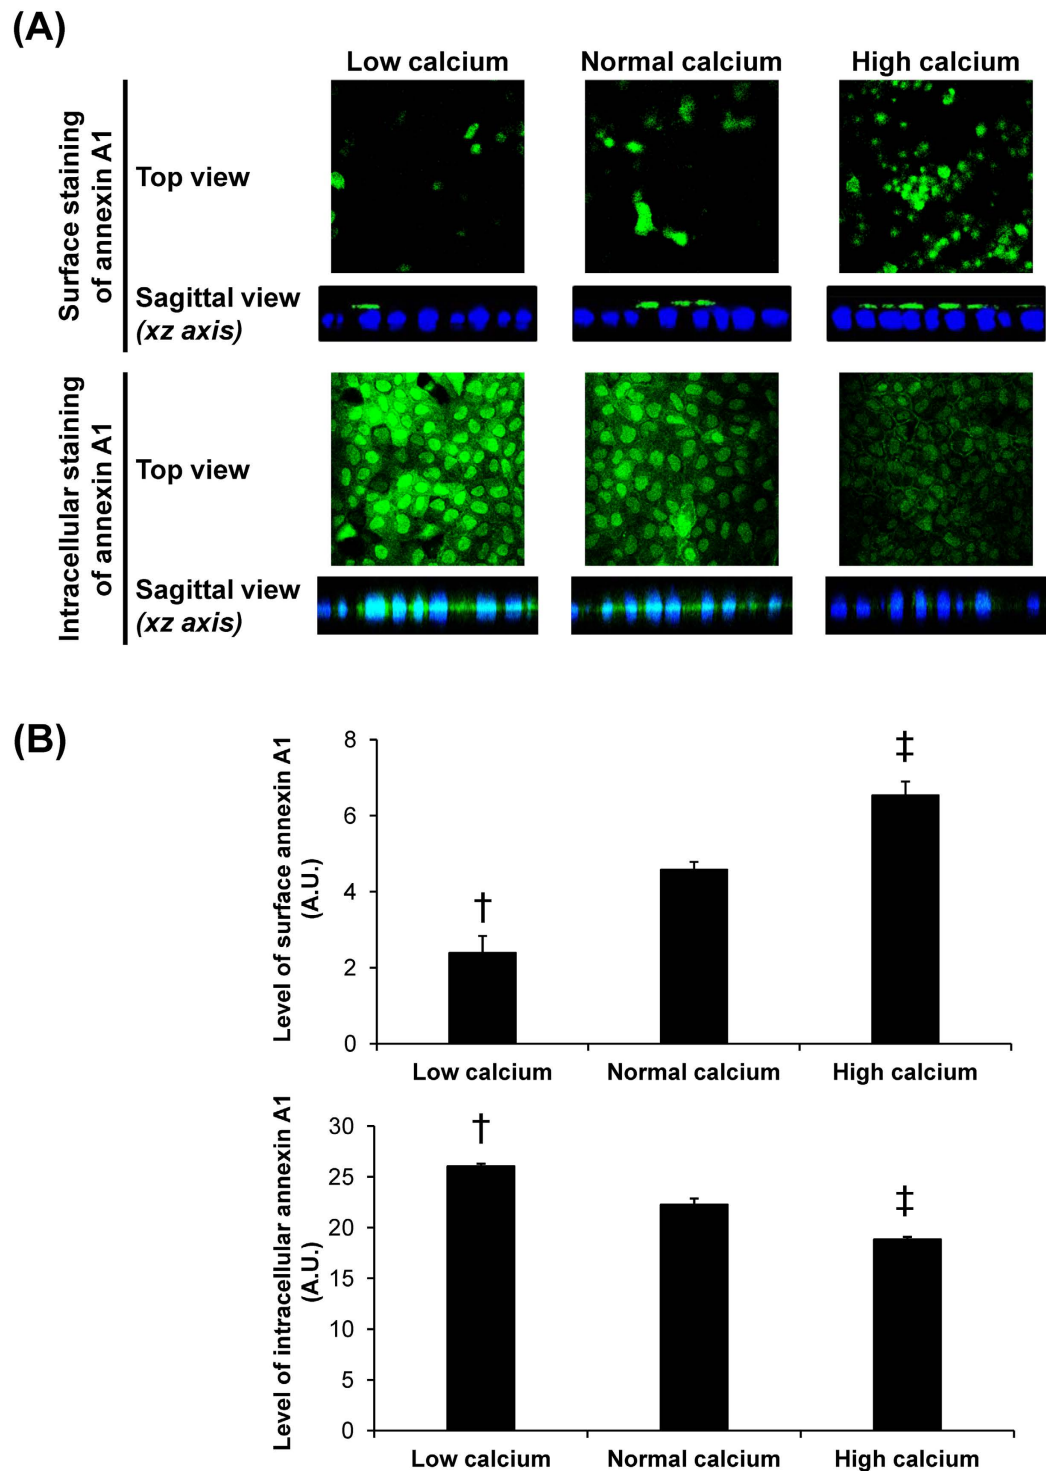 (A)
Low calcium
Normal calcium
High calcium
Surface staining
of annexin A1
Top view
Sagittal view
(xz axis)
Intracellular staining
of annexin A1
Top view
Sagittal view
(xz axis)
(B)
Level of surface annexin A1
(A.U.)
8
6
4
2
0
†
‡
Low calcium
Normal calcium
High calcium
Level of intracellular annexin A1
(A.U.)
30
25
20
15
10
5
0
†
‡
Low calcium
Normal calcium
High calcium